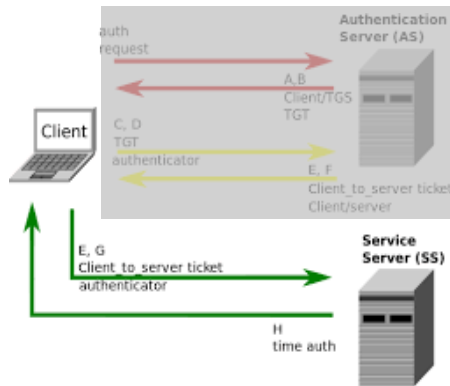 auth
request
Authentication
Server (AS)
A,B
Client/TGS
TGT
Client
C, D
TGT
authenticator
E, F
Client_to_server ticket
Client/server
E, G
Client_to_server ticket
authenticator
Service
Server (SS)
H
time auth